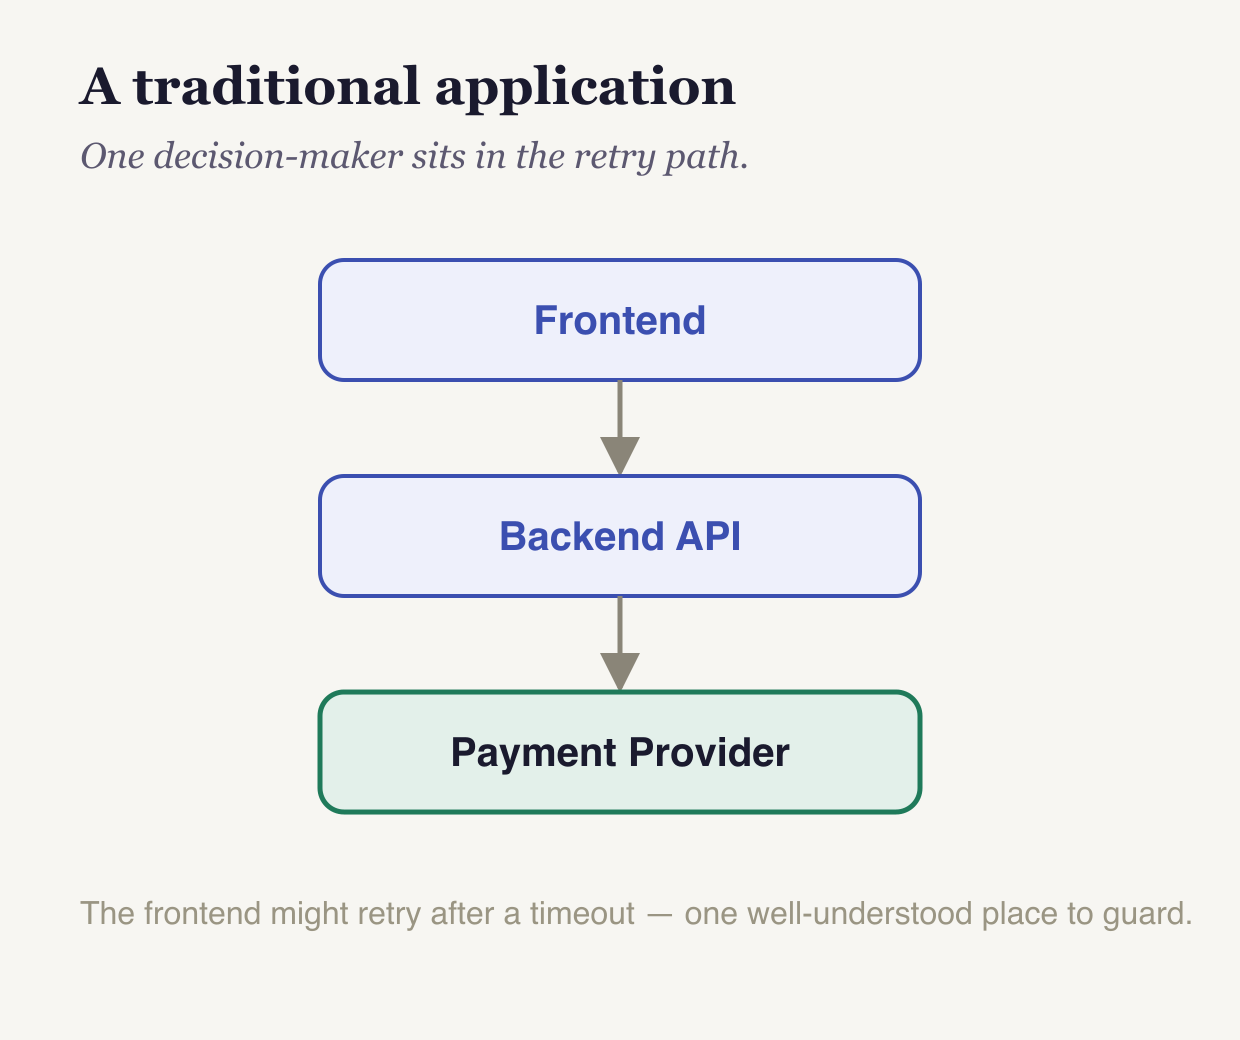 A traditional application
One decision-maker sits in the retry path.
Frontend
Backend API
Payment Provider
The frontend might retry after a timeout — one well-understood place to guard.